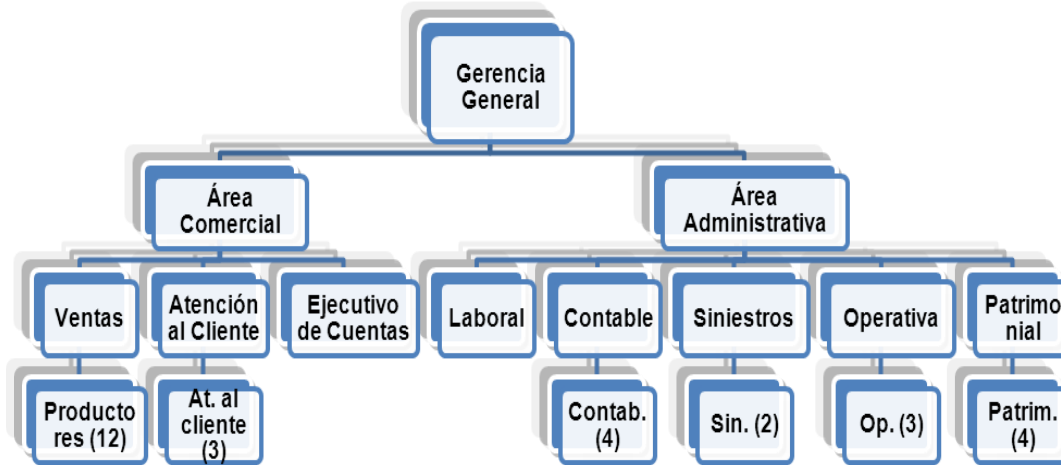 Gerencia
General
Área
Comercial
Área
Administrativa
Ventas
Atención
al Cliente
Ejecutivo
de Cuentas
Laboral
Contable
Siniestros
Operativa
Patrimo
nial
Producto
res (12)
At. al
cliente
(3)
Contab.
(4)
Sin. (2)
Op. (3)
Patrim.
(4)